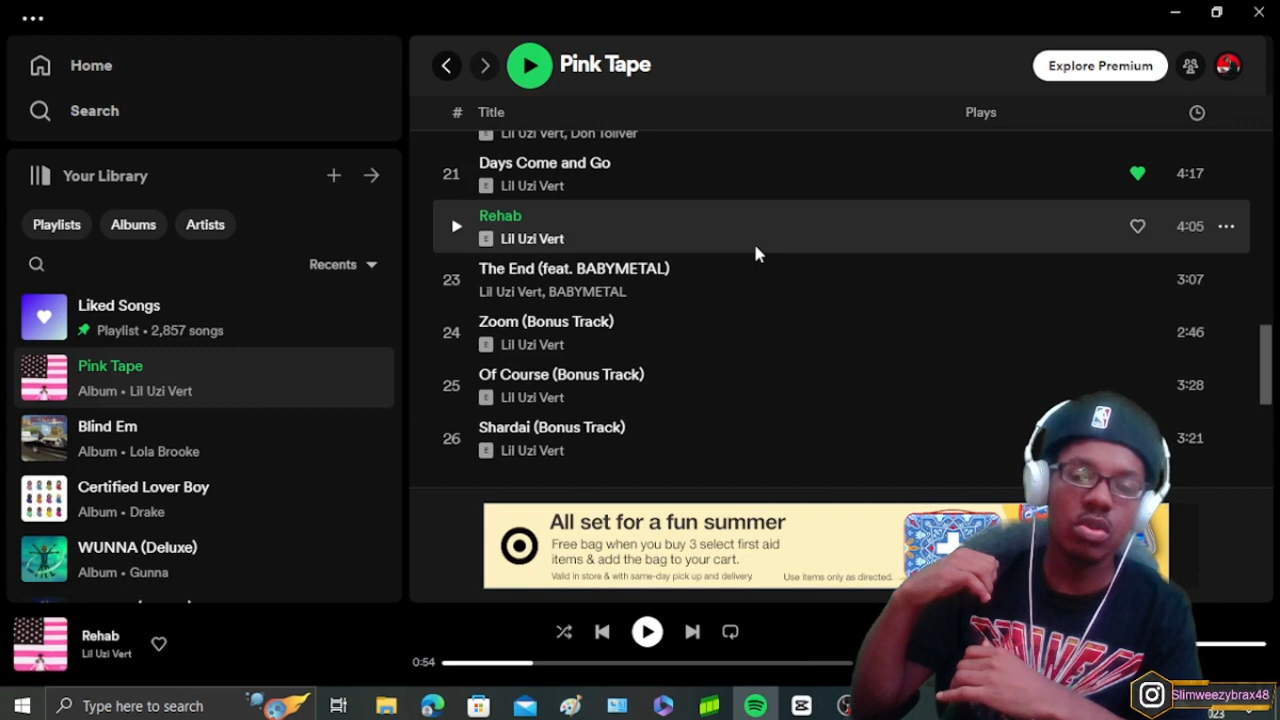 Home
Search
Your Library
Playlists
Albums
Artists
Recents
Liked Songs
Playlist • 2,857 songs
Pink Tape
Album • Lil Uzi Vert
Blind Em
Album • Lola Brooke
Certified Lover Boy
Album • Drake
WUNNA (Deluxe)
Album • Gunna
Pink Tape
Explore Premium
# Title Plays
E Lil Uzi Vert, Don Toliver
21 Days Come and Go 4:17
E Lil Uzi Vert
Rehab 4:05
E Lil Uzi Vert
23 The End (feat. BABYMETAL) 3:07
Lil Uzi Vert, BABYMETAL
24 Zoom (Bonus Track) 2:46
E Lil Uzi Vert
25 Of Course (Bonus Track) 3:28
E Lil Uzi Vert
26 Shardai (Bonus Track) 3:21
E Lil Uzi Vert
All set for a fun summer
Free bag when you buy 3 select first aid
items & add the bag to your cart.
Valid in store & with same-day pick up and delivery.
Use items only as directed.
Rehab
Lil Uzi Vert
0:54
Type here to search
Slimweezybrax48